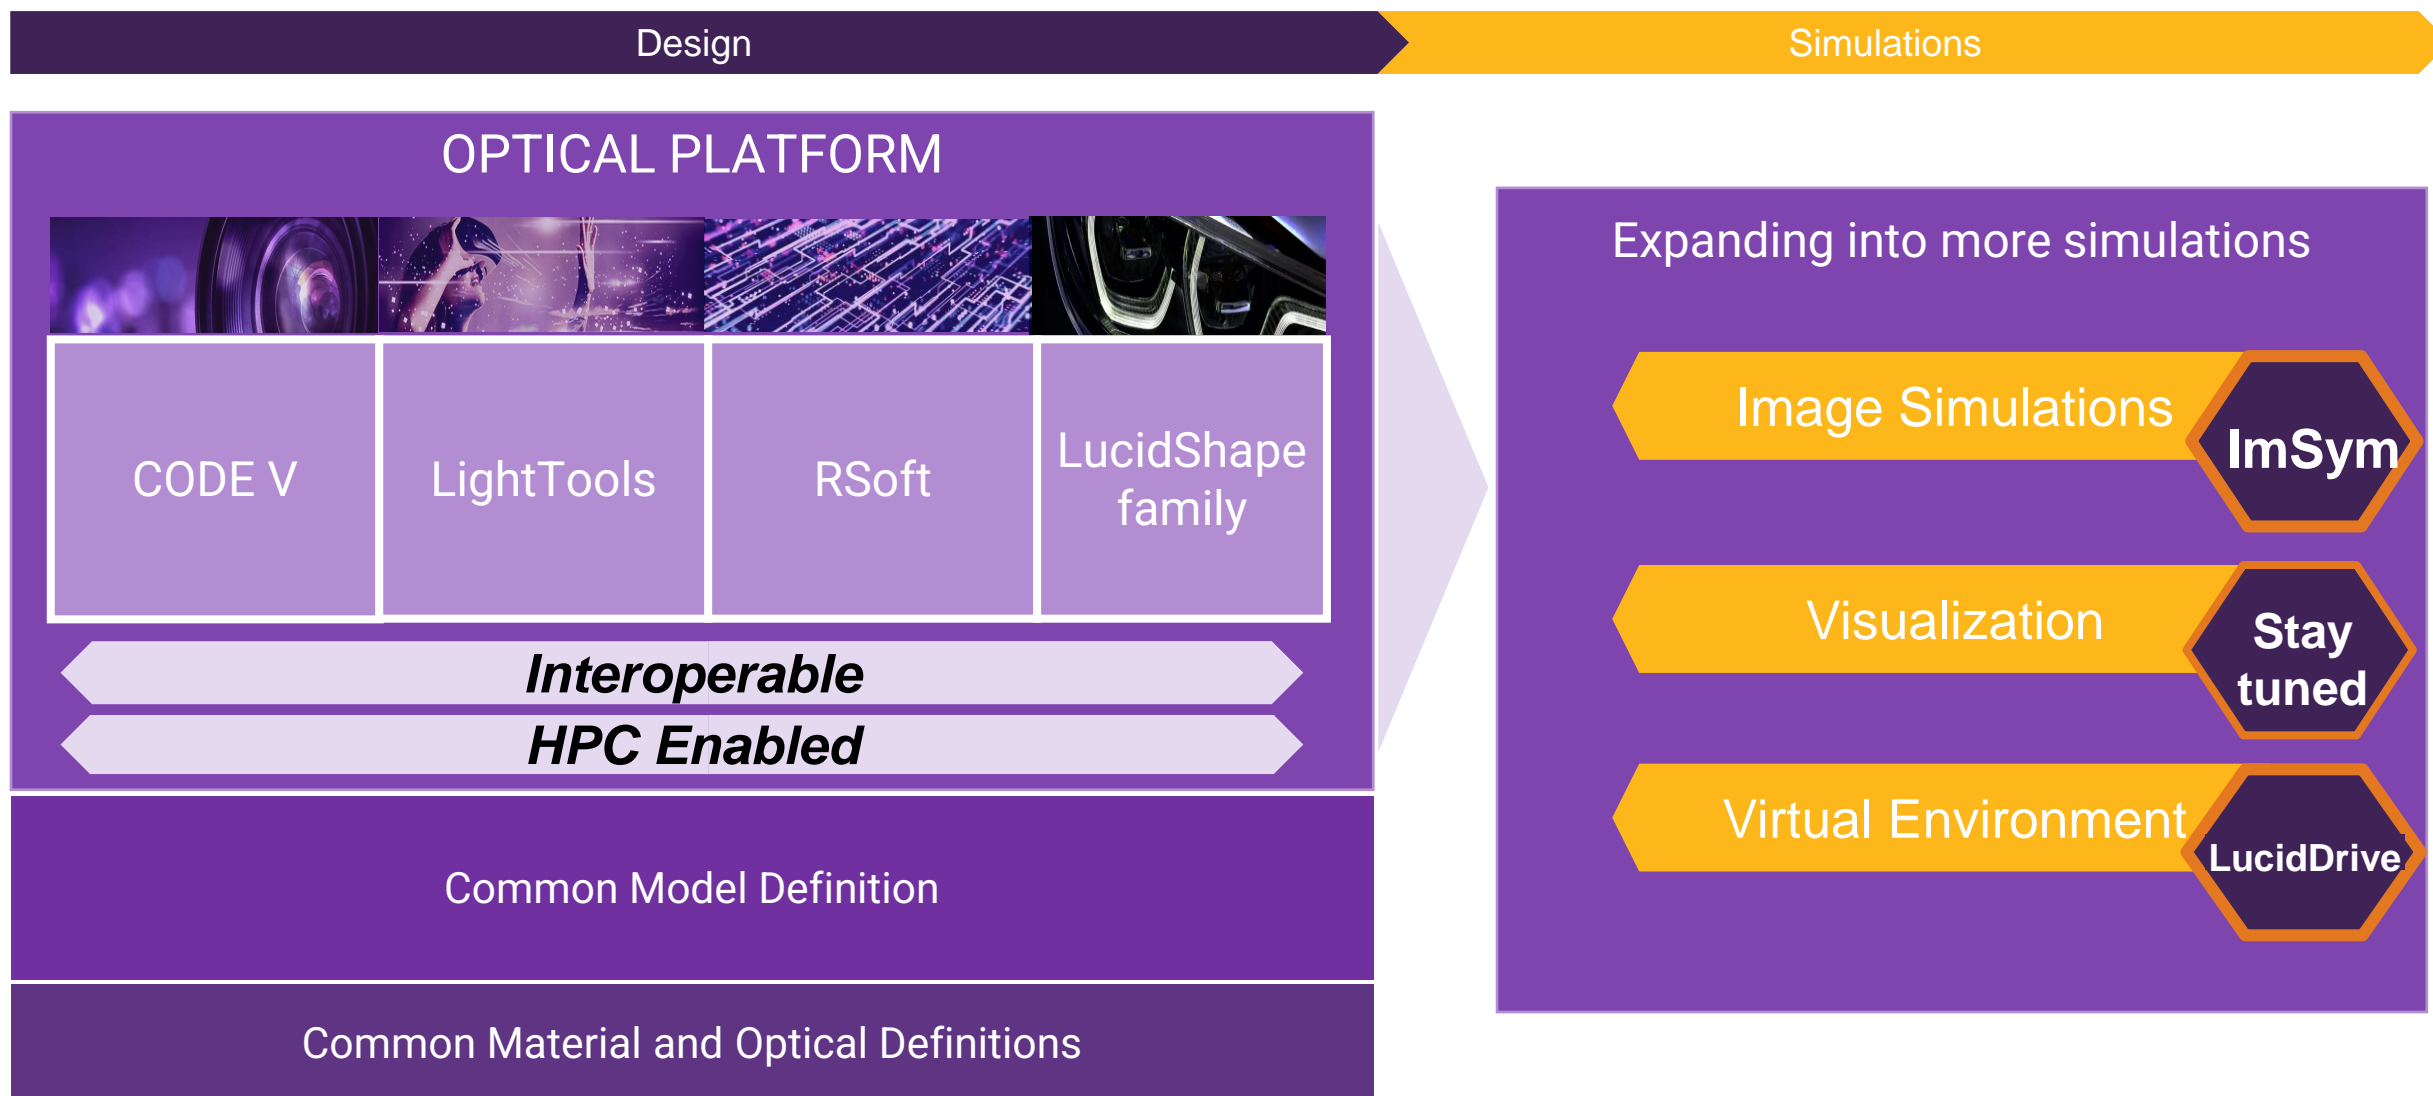 Design
Simulations
OPTICAL PLATFORM
CODE V
LightTools
RSoft
LucidShape
family
Interoperable
HPC Enabled
Common Model Definition
Common Material and Optical Definitions
Expanding into more simulations
Image Simulations
ImSym
Visualization
Stay
tuned
Virtual Environment
LucidDrive